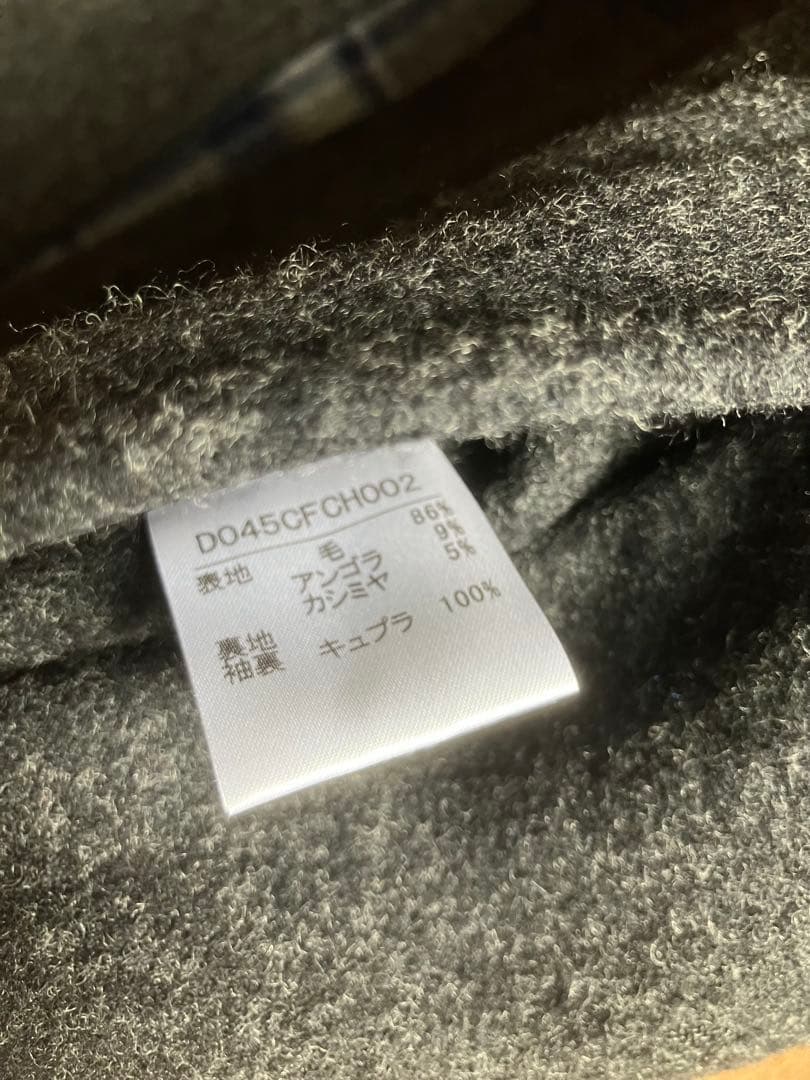 D045CFCH002
表地 毛 86%
アンゴラ 9%
カシミヤ 5%
裏地
袖裏 キュプラ 100%